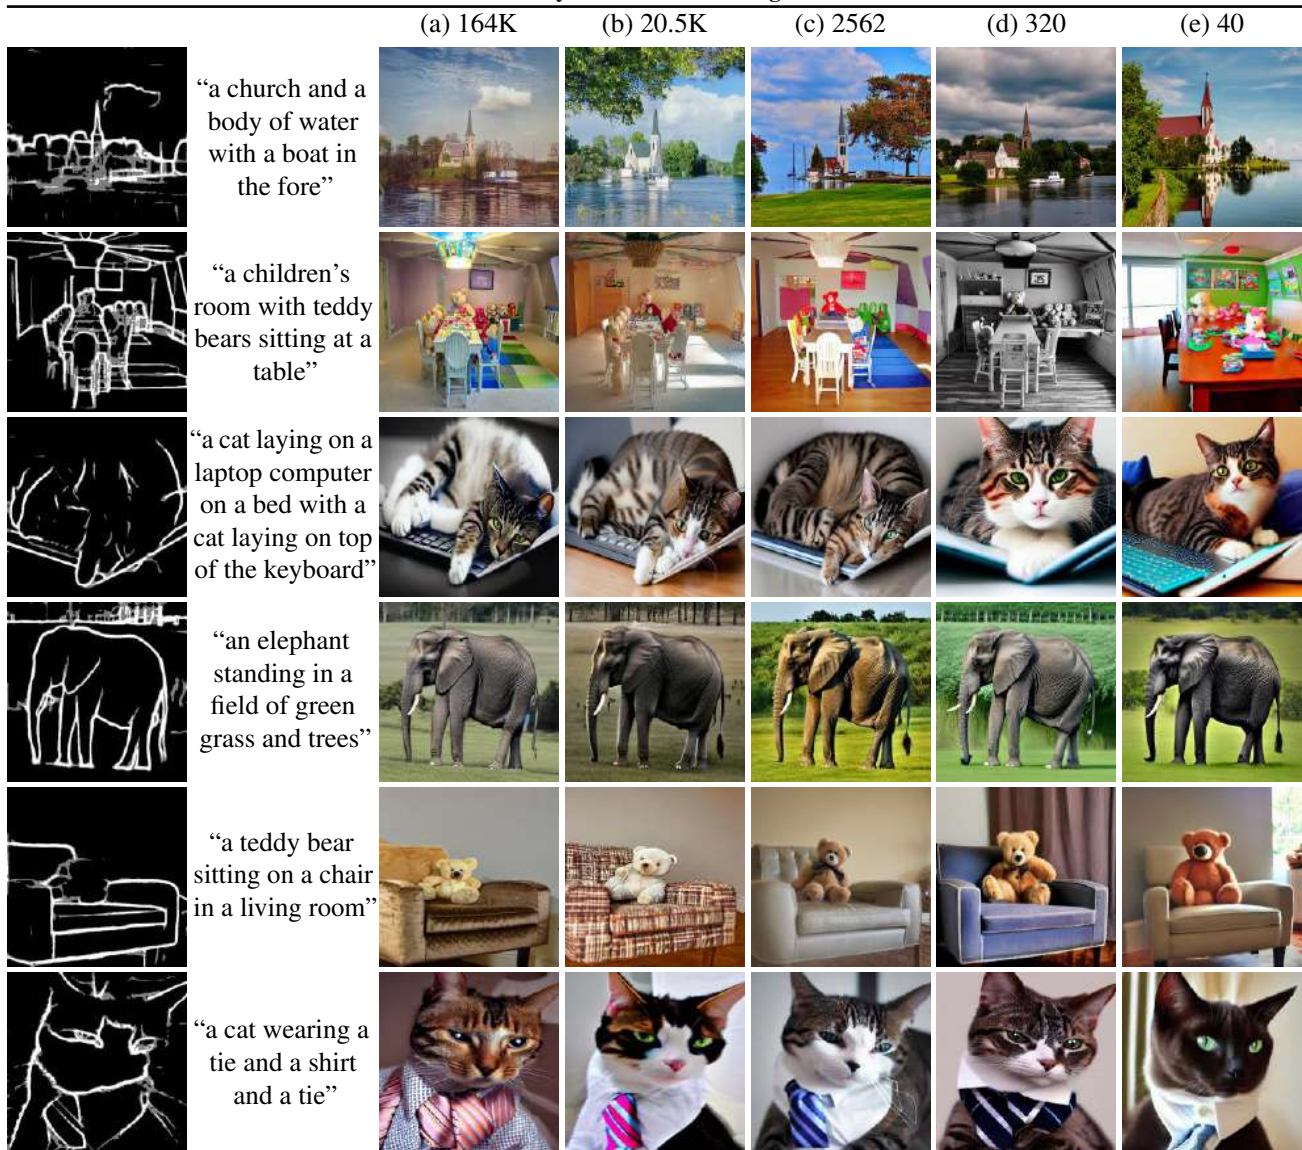 (a) 164K (b) 20.5K (c) 2562 (d) 320 (e) 40
“a church and a
body of water
with a boat in
the fore”
“a children’s
room with teddy
bears sitting at a
table”
“a cat laying on a
laptop computer
on a bed with a
cat laying on top
of the keyboard”
“an elephant
standing in a
field of green
grass and trees”
“a teddy bear
sitting on a chair
in a living room”
“a cat wearing a
tie and a shirt
and a tie”